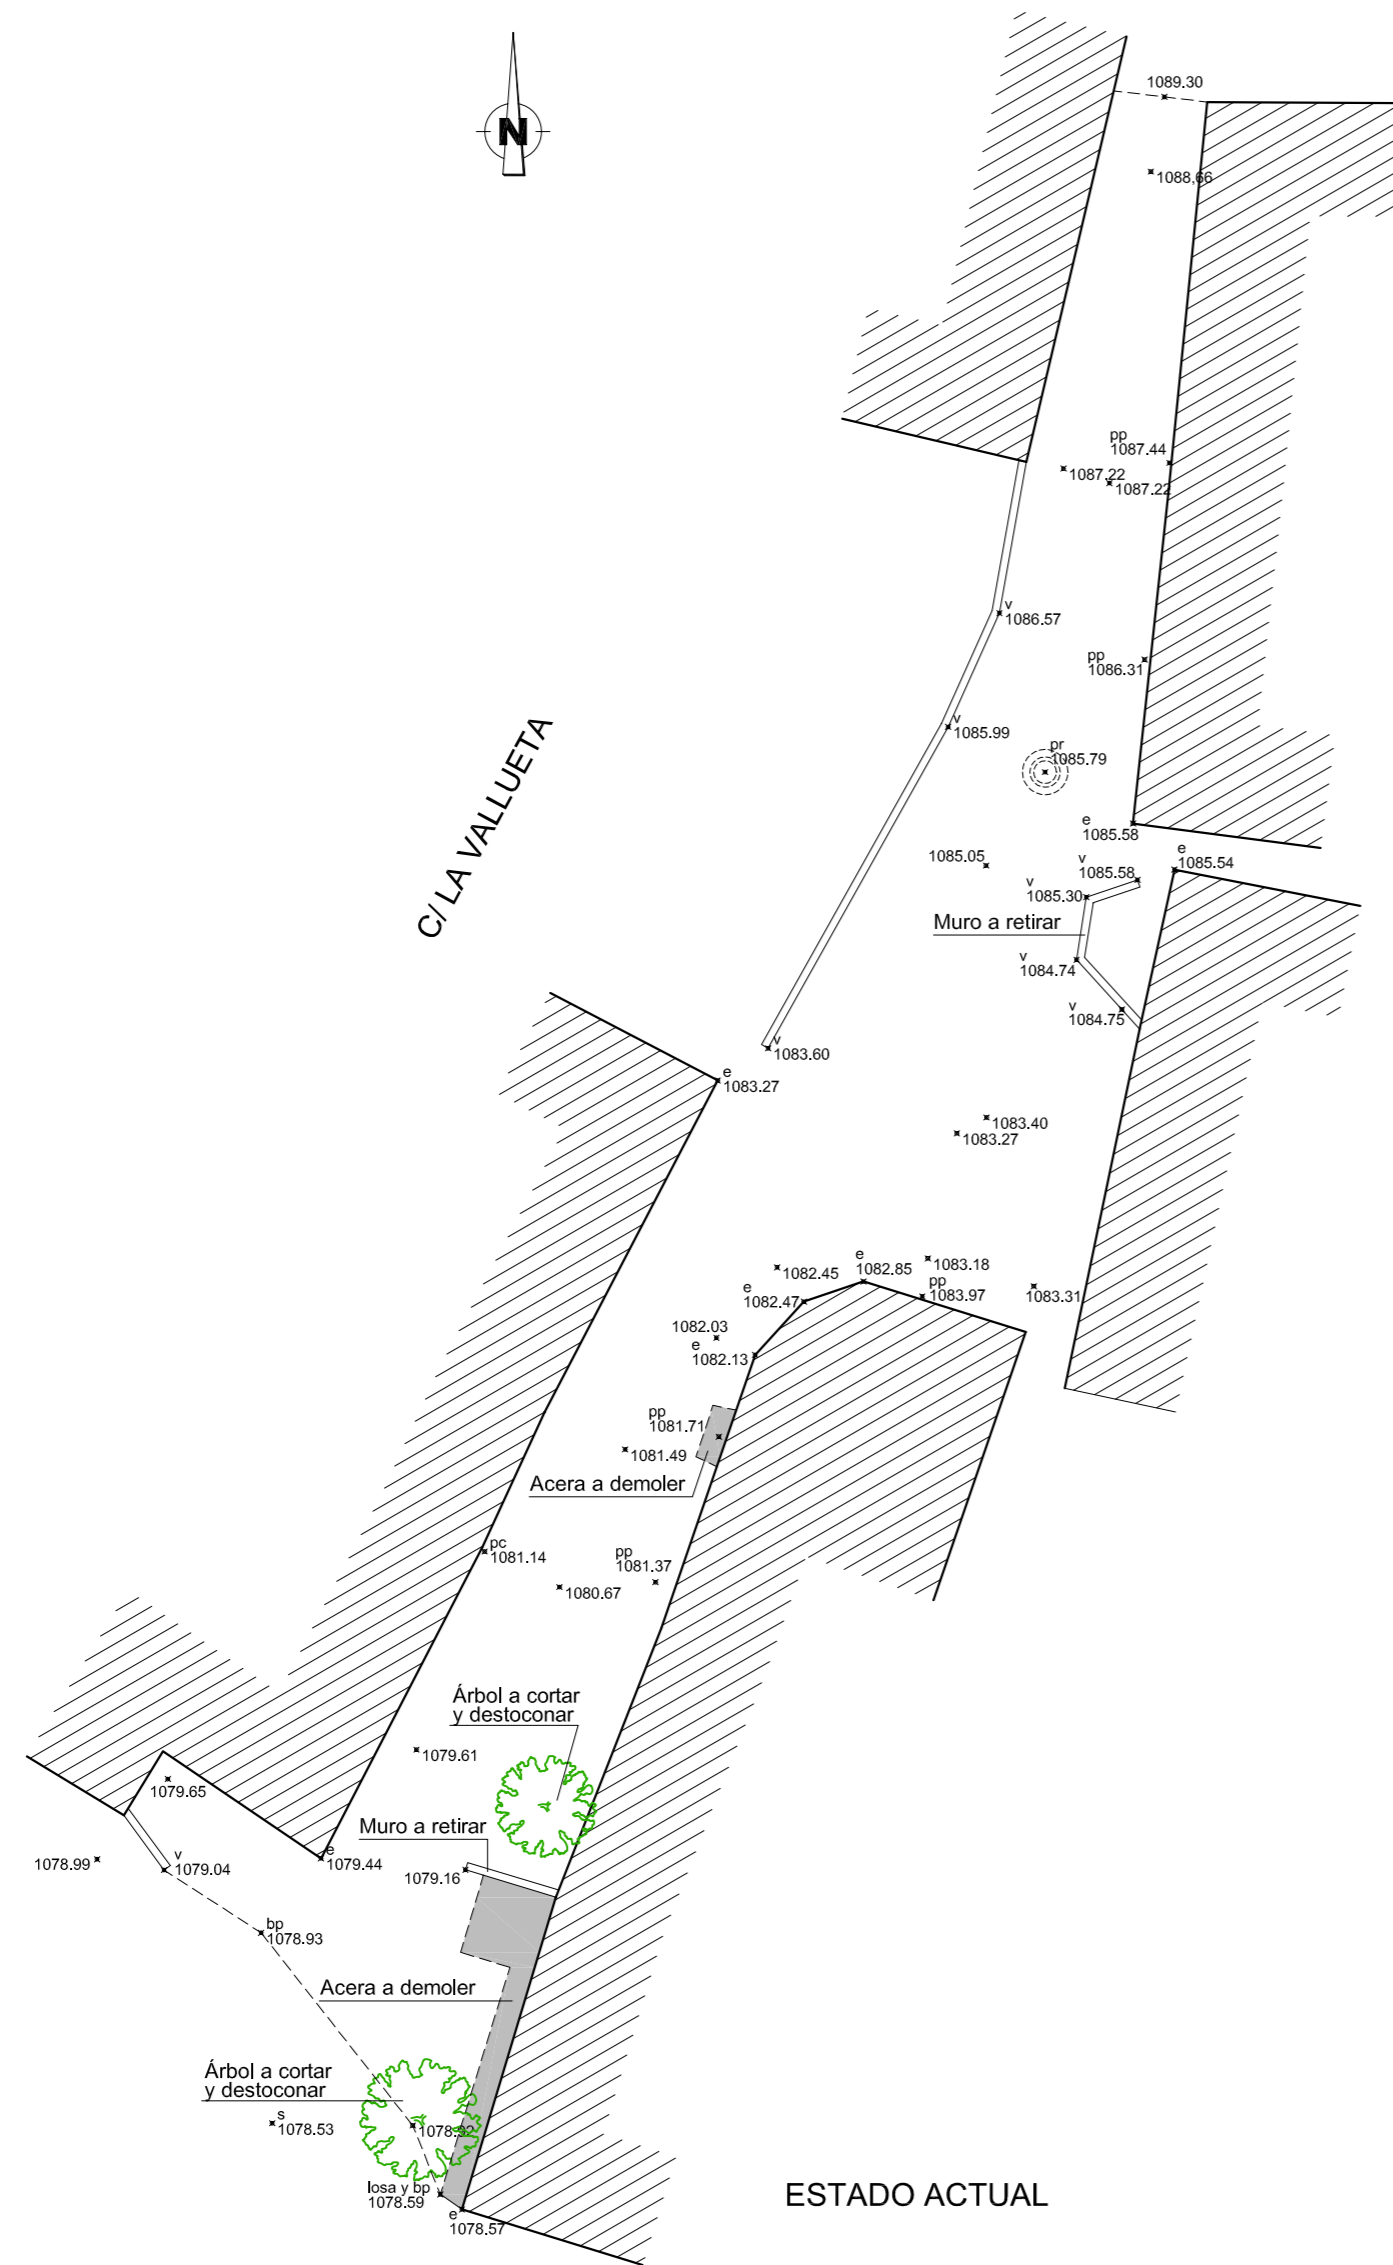 1089.30
N
1088,66
pp
1087.44
1087.22
1087.22
v
1086.57
pp
1086.31
v
1085.99
pr
1085.79
C/ LA VALLUETA
e
1085.58
1085.05
e
1085.54
v
1085.58
v
1085.30
Muro a retirar
v
1084.74
v
1084.75
v
1083.60
e
1083.27
1083.40
1083.27
1083.18
1082.45
e
1082.85
pp
1083.97
1083.31
e
1082.47
1082.03
e
1082.13
pp
1081.71
1081.49
Acera a demoler
pc
1081.14
pp
1081.37
1080.67
Árbol a cortar
y destoconar
1079.61
1079.65
Muro a retirar
e
1079.44
1078.99
v
1079.04
1079.16
bp
1078.93
Acera a demoler
Árbol a cortar
y destoconar
s
1078.53
1078.92
losa y bp
1078.59
e
1078.57
ESTADO ACTUAL